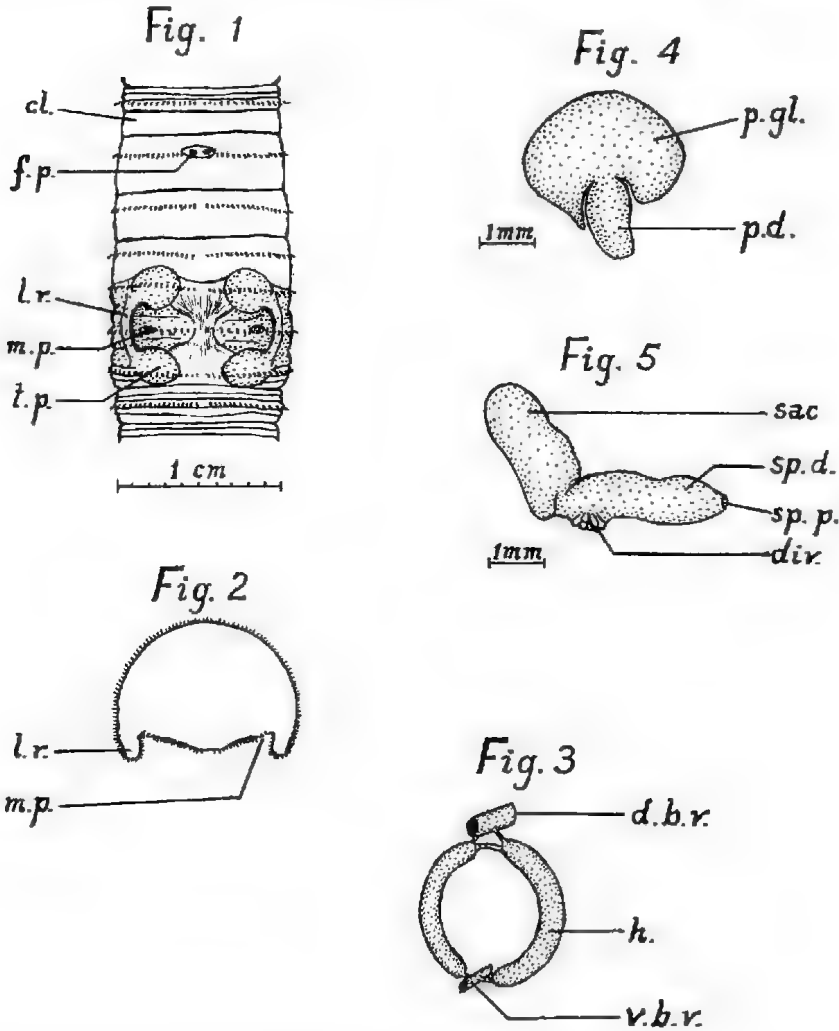 Fig. 1
cl.
f.p.
l.r.
m.p.
t.p.
1 cm
Fig. 2
l.r.
m.p.
Fig. 4
p.gl.
p.d.
1mm
Fig. 5
sac
sp.d.
sp.p.
div.
1mm
Fig. 3
d.b.v.
h.
v.b.v.